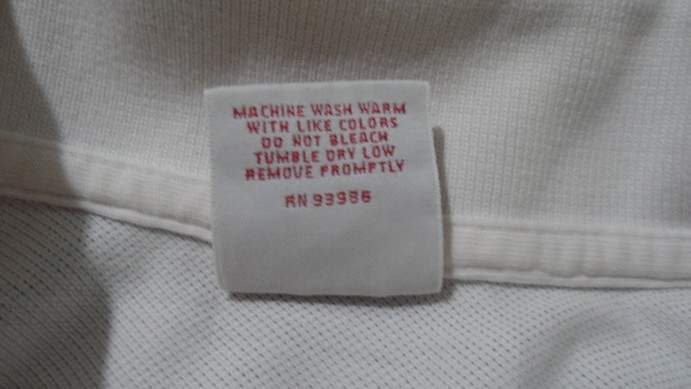 MACHINE WASH WARM
WITH LIKE COLORS
DO NOT BLEACH
TUMBLE DRY LOW
REMOVE PROMPTLY
RN 93986